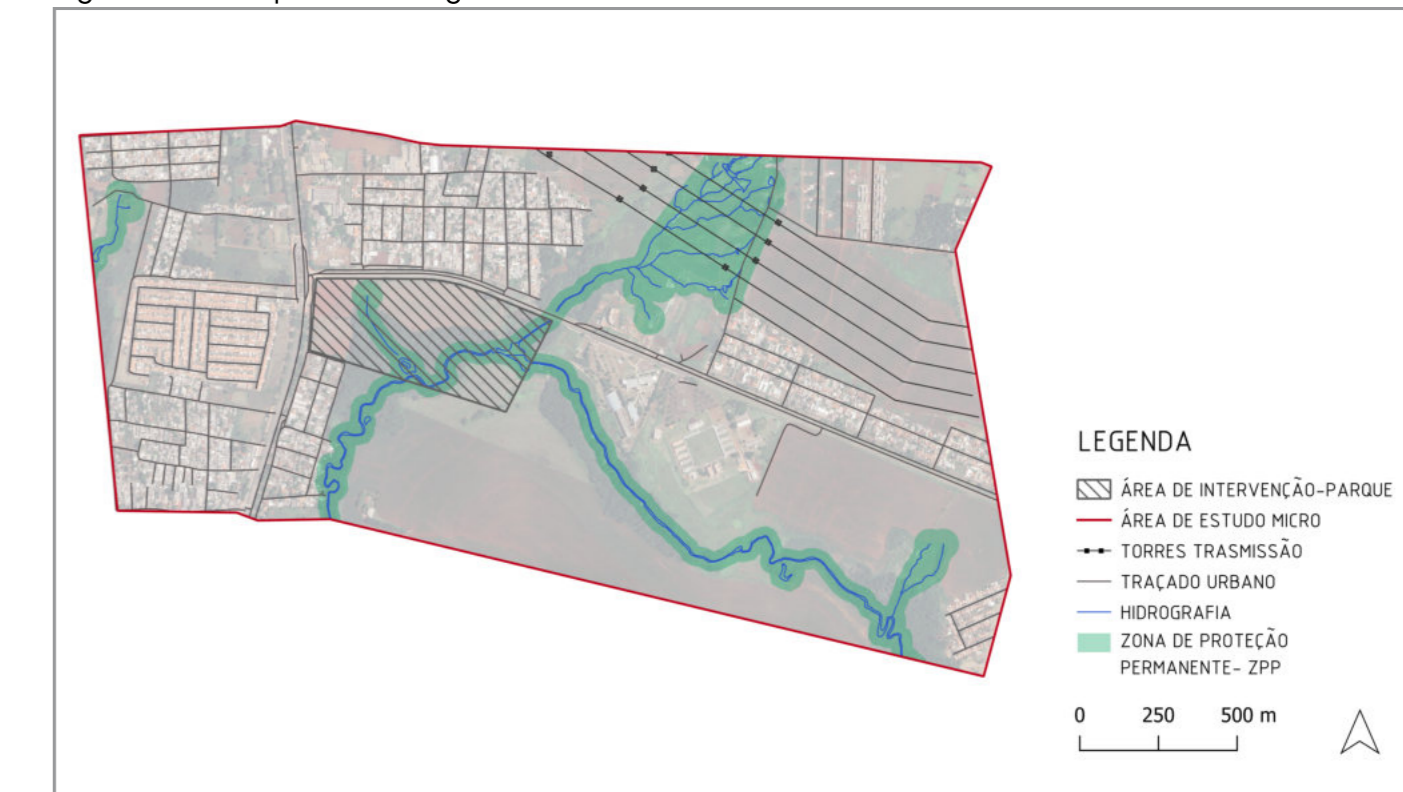 LEGENDA
ÁREA DE INTERVENÇÃO-PARQUE
ÁREA DE ESTUDO MICRO
TORRES TRASMISSÃO
TRAÇADO URBANO
HIDROGRAFIA
ZONA DE PROTEÇÃO
PERMANENTE- ZPP
0 250 500 m